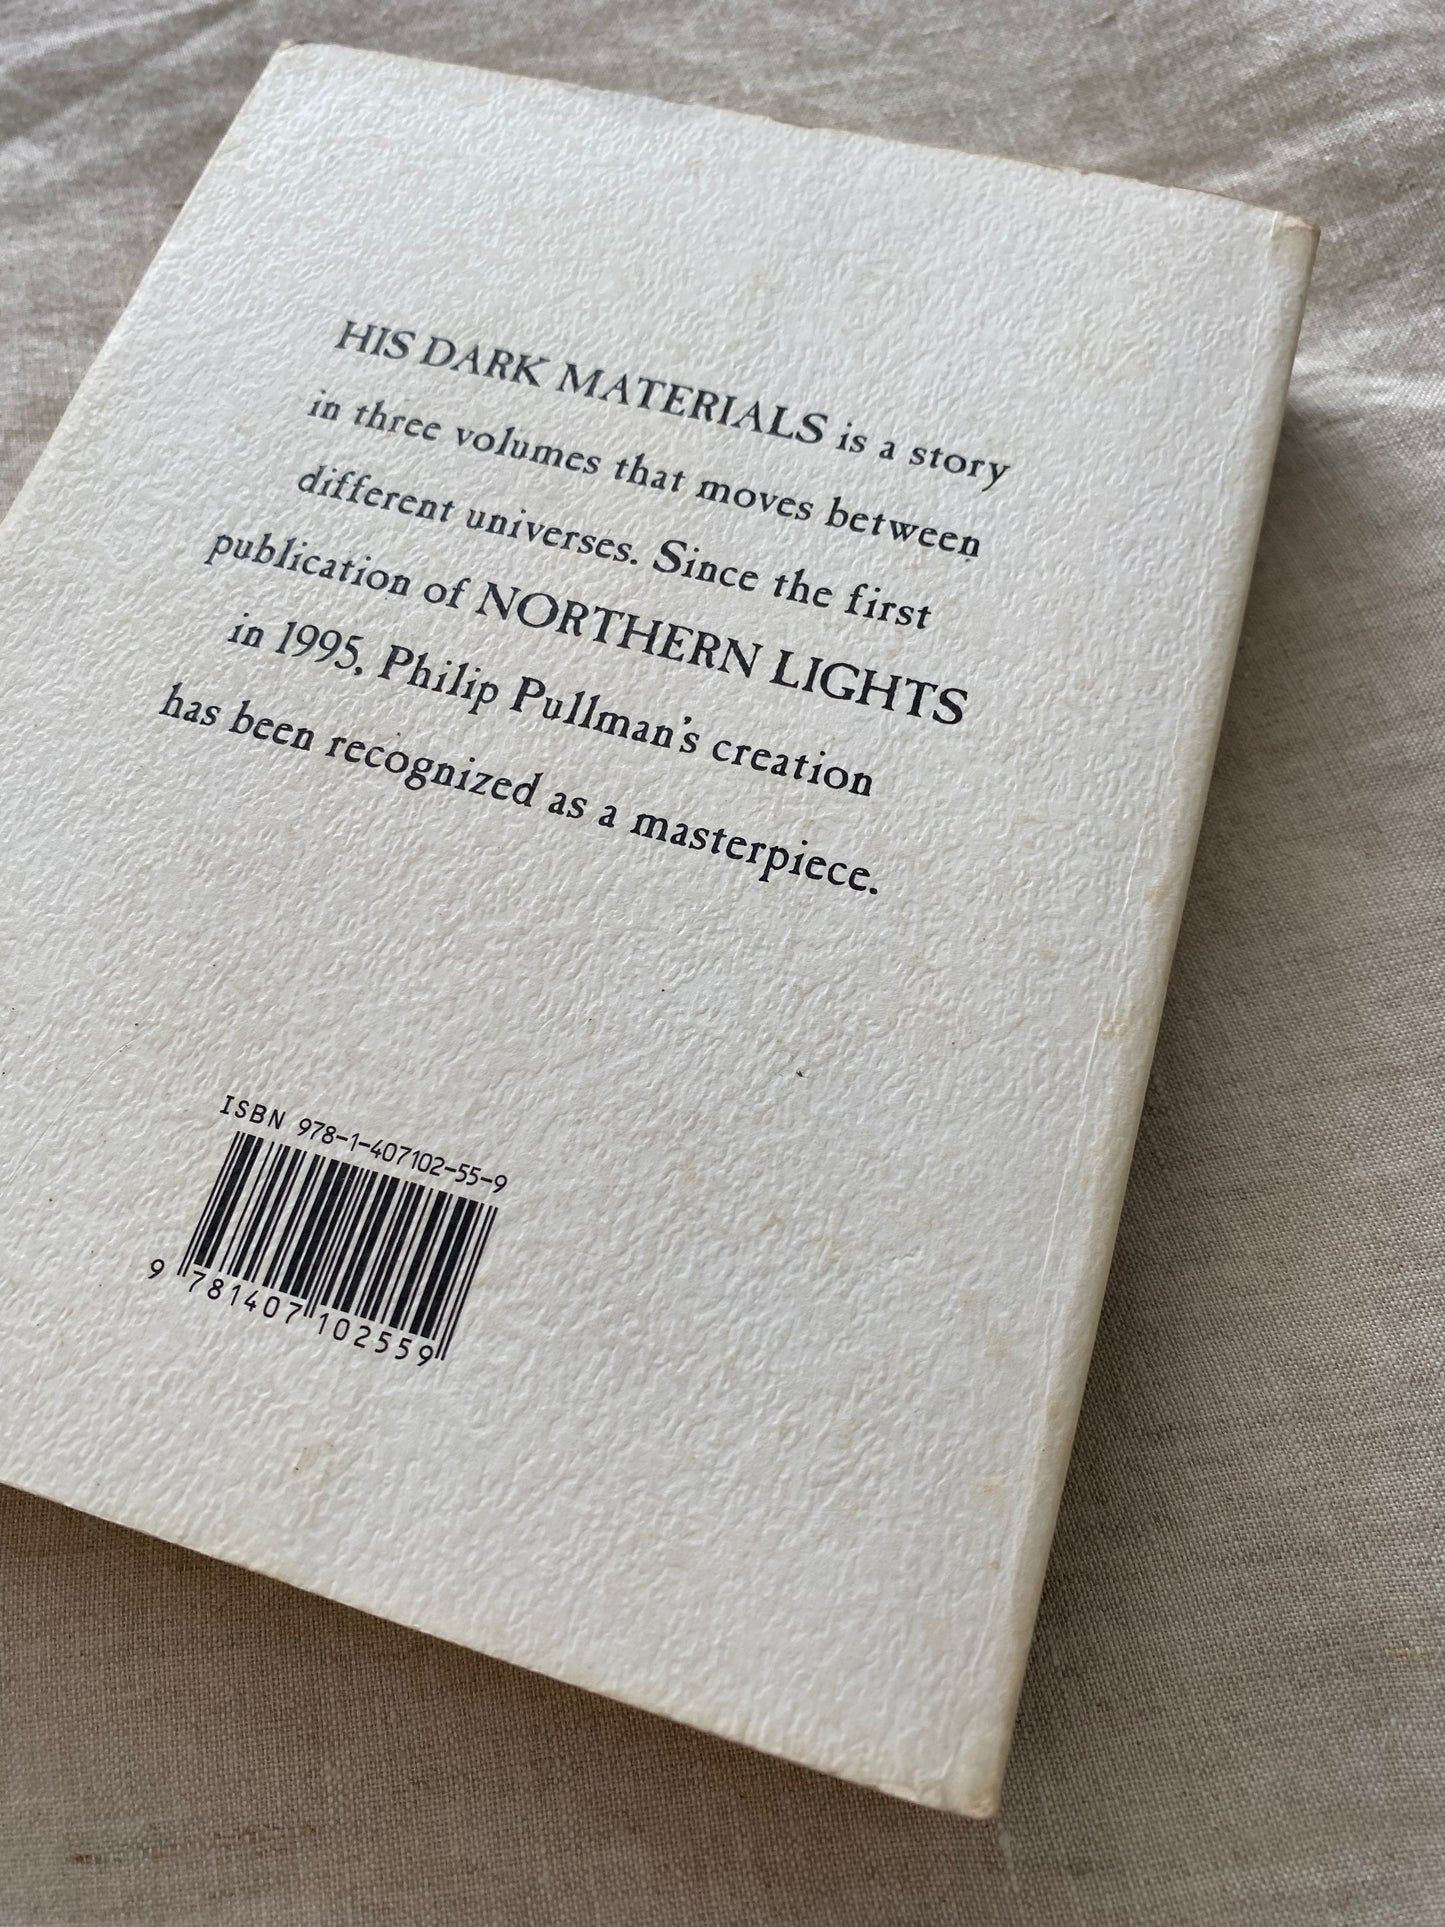 HIS DARK MATERIALS is a story
in three volumes that moves between
different universes. Since the first
publication of NORTHERN LIGHTS
in 1995, Philip Pullman's creation
has been recognized as a masterpiece.
ISBN 978-1-407102-55-9
9 781407 102559